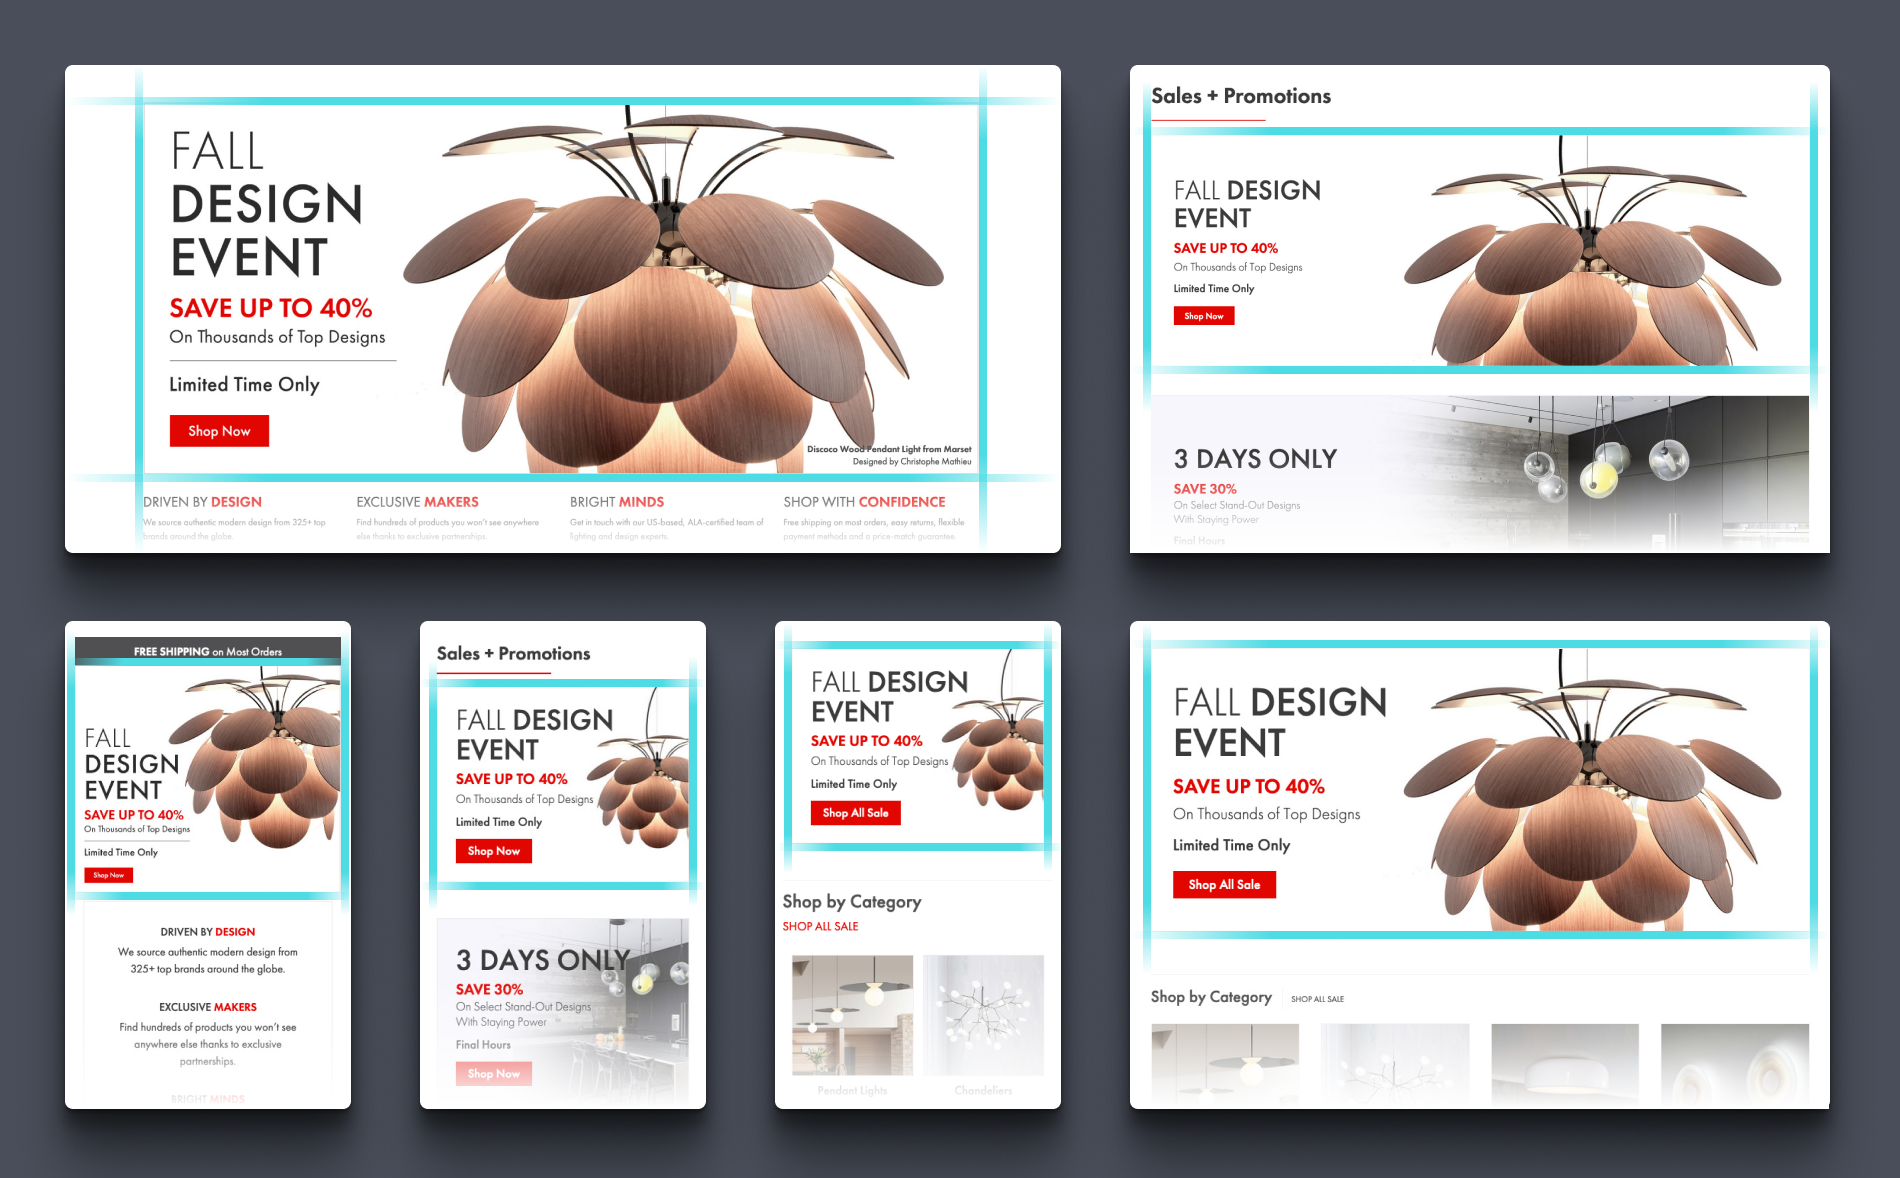 FALL
DESIGN
EVENT
SAVE UP TO 40%
On Thousands of Top Designs
Limited Time Only
Shop Now
Discoco Wood Pendant Light from Marset
Designed by Christophe Mathieu
DRIVEN BY DESIGN
We source authentic modern design from 325+ top
brands around the globe.
EXCLUSIVE MAKERS
Find hundreds of products you won't see anywhere
else thanks to exclusive partnerships.
BRIGHT MINDS
Get in touch with our US-based, ALA-certified team of
lighting and design experts.
SHOP WITH CONFIDENCE
Free shipping on most orders, easy returns, flexible
payment methods and a price-match guarantee.
Sales + Promotions
FALL DESIGN
EVENT
SAVE UP TO 40%
On Thousands of Top Designs
Limited Time Only
Shop Now
3 DAYS ONLY
SAVE 30%
On Select Stand-Out Designs
With Staying Power
Final Hours
FREE SHIPPING on Most Orders
FALL
DESIGN
EVENT
SAVE UP TO 40%
On Thousands of Top Designs
Limited Time Only
Shop Now
DRIVEN BY DESIGN
We source authentic modern design from
325+ top brands around the globe.
EXCLUSIVE MAKERS
Find hundreds of products you won't see
anywhere else thanks to exclusive
partnerships.
BRIGHT MINDS
Sales + Promotions
FALL DESIGN
EVENT
SAVE UP TO 40%
On Thousands of Top Designs
Limited Time Only
Shop Now
3 DAYS ONLY
SAVE 30%
On Select Stand-Out Designs
With Staying Power
Final Hours
Shop Now
FALL DESIGN
EVENT
SAVE UP TO 40%
On Thousands of Top Designs
Limited Time Only
Shop All Sale
Shop by Category
SHOP ALL SALE
Pendant Lights
Chandeliers
FALL DESIGN
EVENT
SAVE UP TO 40%
On Thousands of Top Designs
Limited Time Only
Shop All Sale
Shop by Category
SHOP ALL SALE